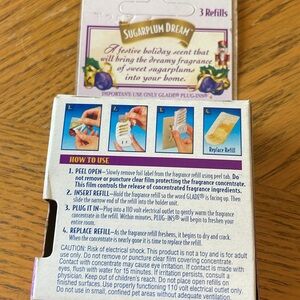 3 Refills
SUGARPLUM DREAM™
A festive holiday scent that
will bring the dreamy fragrance
of sweet sugarplums
into your home.
IMPORTANT: USE ONLY GLADE® PLUG-INS®
1.
2.
3.
4.
Replace Refill
HOW TO USE
1. PEEL OPEN–Slowly remove foil label from the fragrance refill using peel tab. Do
not remove or puncture clear film protecting the fragrance concentrate.
This film controls the release of concentrated fragrance ingredients.
2. INSERT REFILL–Hold the fragrance refill so the word GLADE® is facing up. Then
slide the narrow end of the refill into the holder unit.
3. PLUG IT IN–Plug into a 110 volt electrical outlet to gently warm the fragrance
concentrate in the refill. Within minutes, PLUG-INS® will begin to freshen
the air.
4. REPLACE REFILL–As the fragrance refill freshens, it begins to dry and crack.
When the concentrate is nearly gone it is time to replace the refill.
CAUTION: Risk of electrical shock. This product is not a toy and is for adult
use only. Do not remove or puncture clear film covering concentrate.
Contact with concentrate may cause eye irritation. If contact is made with
eyes, flush with water for 15 minutes. If irritation persists, consult a
physician. Keep out of children's reach. Do not place open refills on
finished surfaces. Use properly functioning 110 volt electrical outlet only.
Do not use in small, confined pet areas without adequate ventilation.